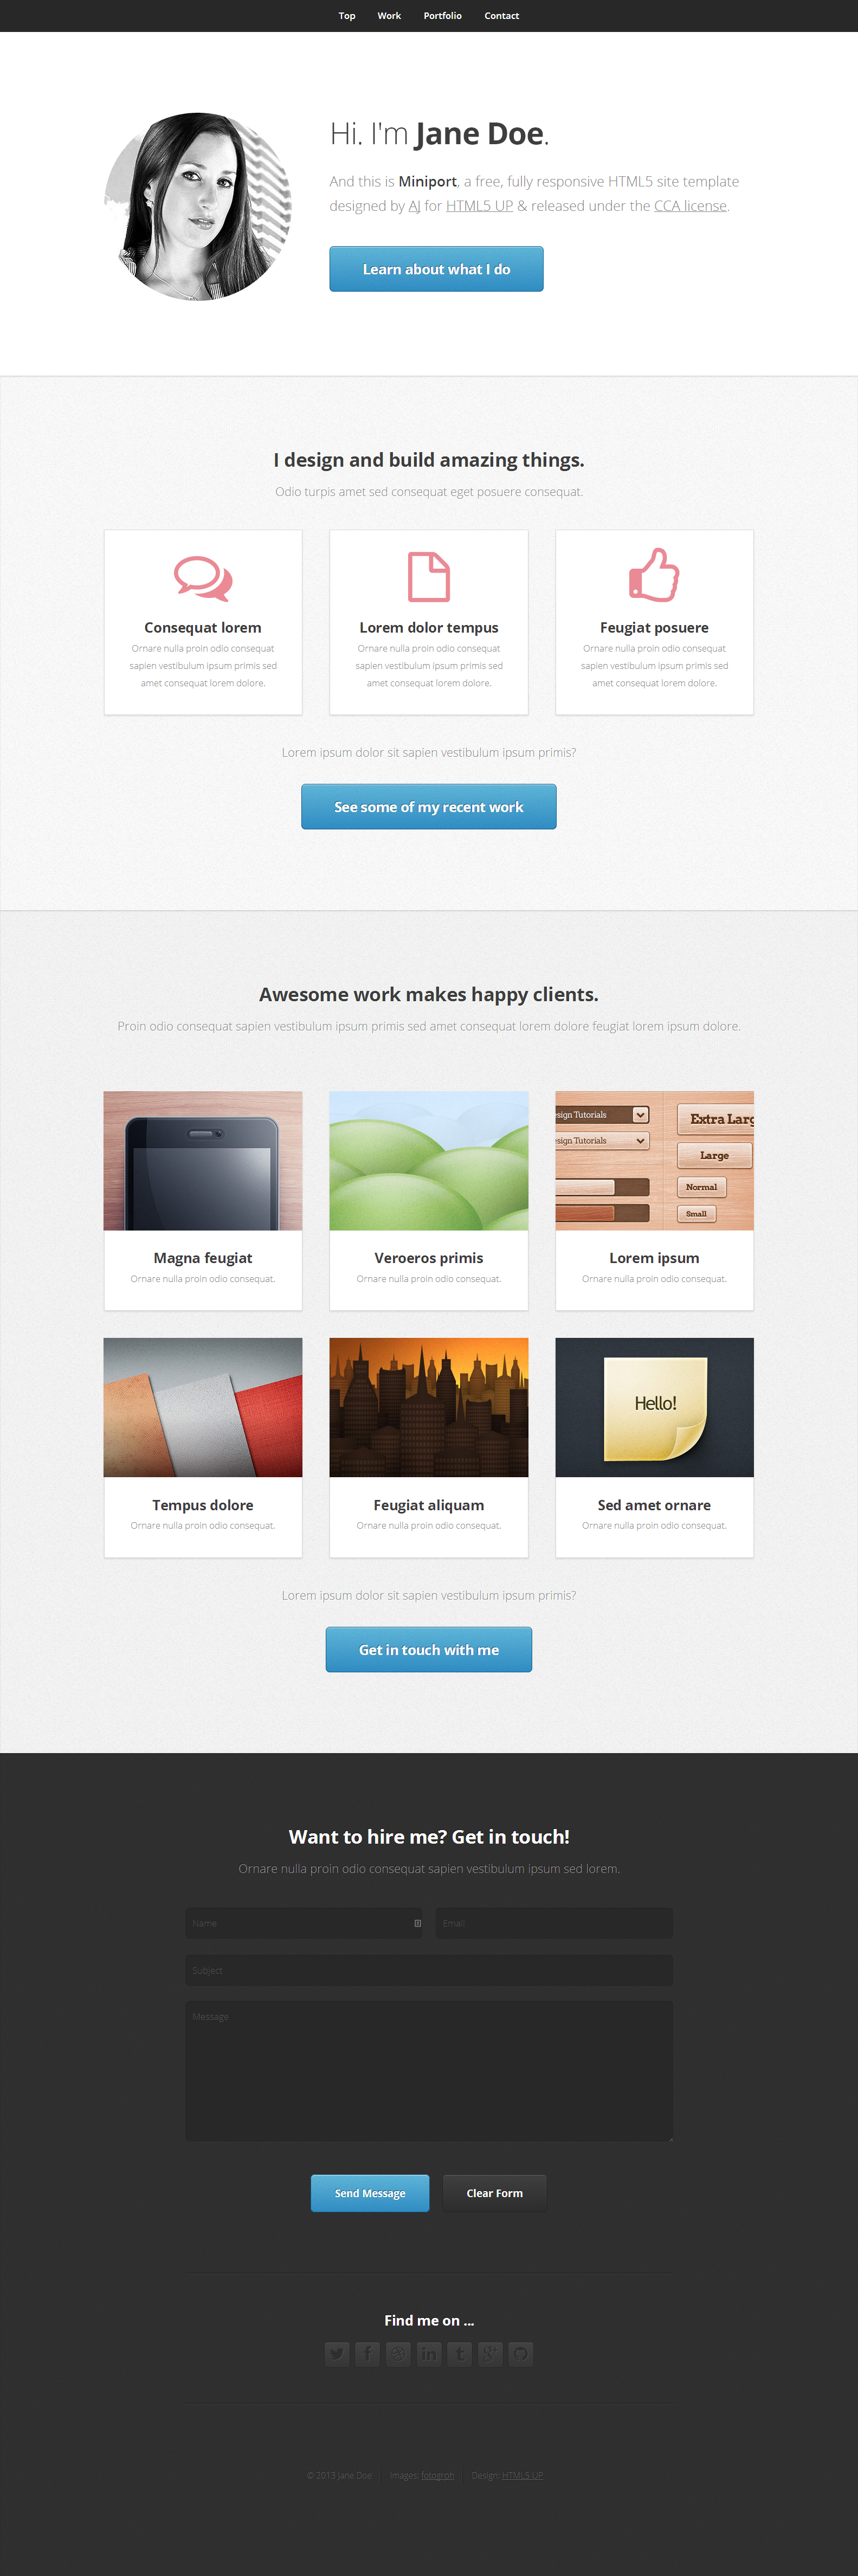 Top Work Portfolio Contact
Hi. I'm Jane Doe.
And this is Miniport, a free, fully responsive HTML5 site template
designed by AJ for HTML5 UP & released under the CCA license.
Learn about what I do
I design and build amazing things.
Odio turpis amet sed consequat eget posuere consequat.
Consequat lorem
Ornare nulla proin odio consequat
sapien vestibulum ipsum primis sed
amet consequat lorem dolore.
Lorem dolor tempus
Ornare nulla proin odio consequat
sapien vestibulum ipsum primis sed
amet consequat lorem dolore.
Feugiat posuere
Ornare nulla proin odio consequat
sapien vestibulum ipsum primis sed
amet consequat lorem dolore.
Lorem ipsum dolor sit sapien vestibulum ipsum primis?
See some of my recent work
Awesome work makes happy clients.
Proin odio consequat sapien vestibulum ipsum primis sed amet consequat lorem dolore feugiat lorem ipsum dolore.
esign Tutorials
esign Tutorials
Extra Larg
Large
Normal
Small
Magna feugiat
Ornare nulla proin odio consequat.
Veroeros primis
Ornare nulla proin odio consequat.
Lorem ipsum
Ornare nulla proin odio consequat.
Hello!
Tempus dolore
Ornare nulla proin odio consequat.
Feugiat aliquam
Ornare nulla proin odio consequat.
Sed amet ornare
Ornare nulla proin odio consequat.
Lorem ipsum dolor sit sapien vestibulum ipsum primis?
Get in touch with me
Want to hire me? Get in touch!
Ornare nulla proin odio consequat sapien vestibulum ipsum sed lorem.
Name
Email
Subject
Message
Send Message
Clear Form
Find me on ...
© 2013 Jane Doe Images: fotogrph Design: HTML5 UP